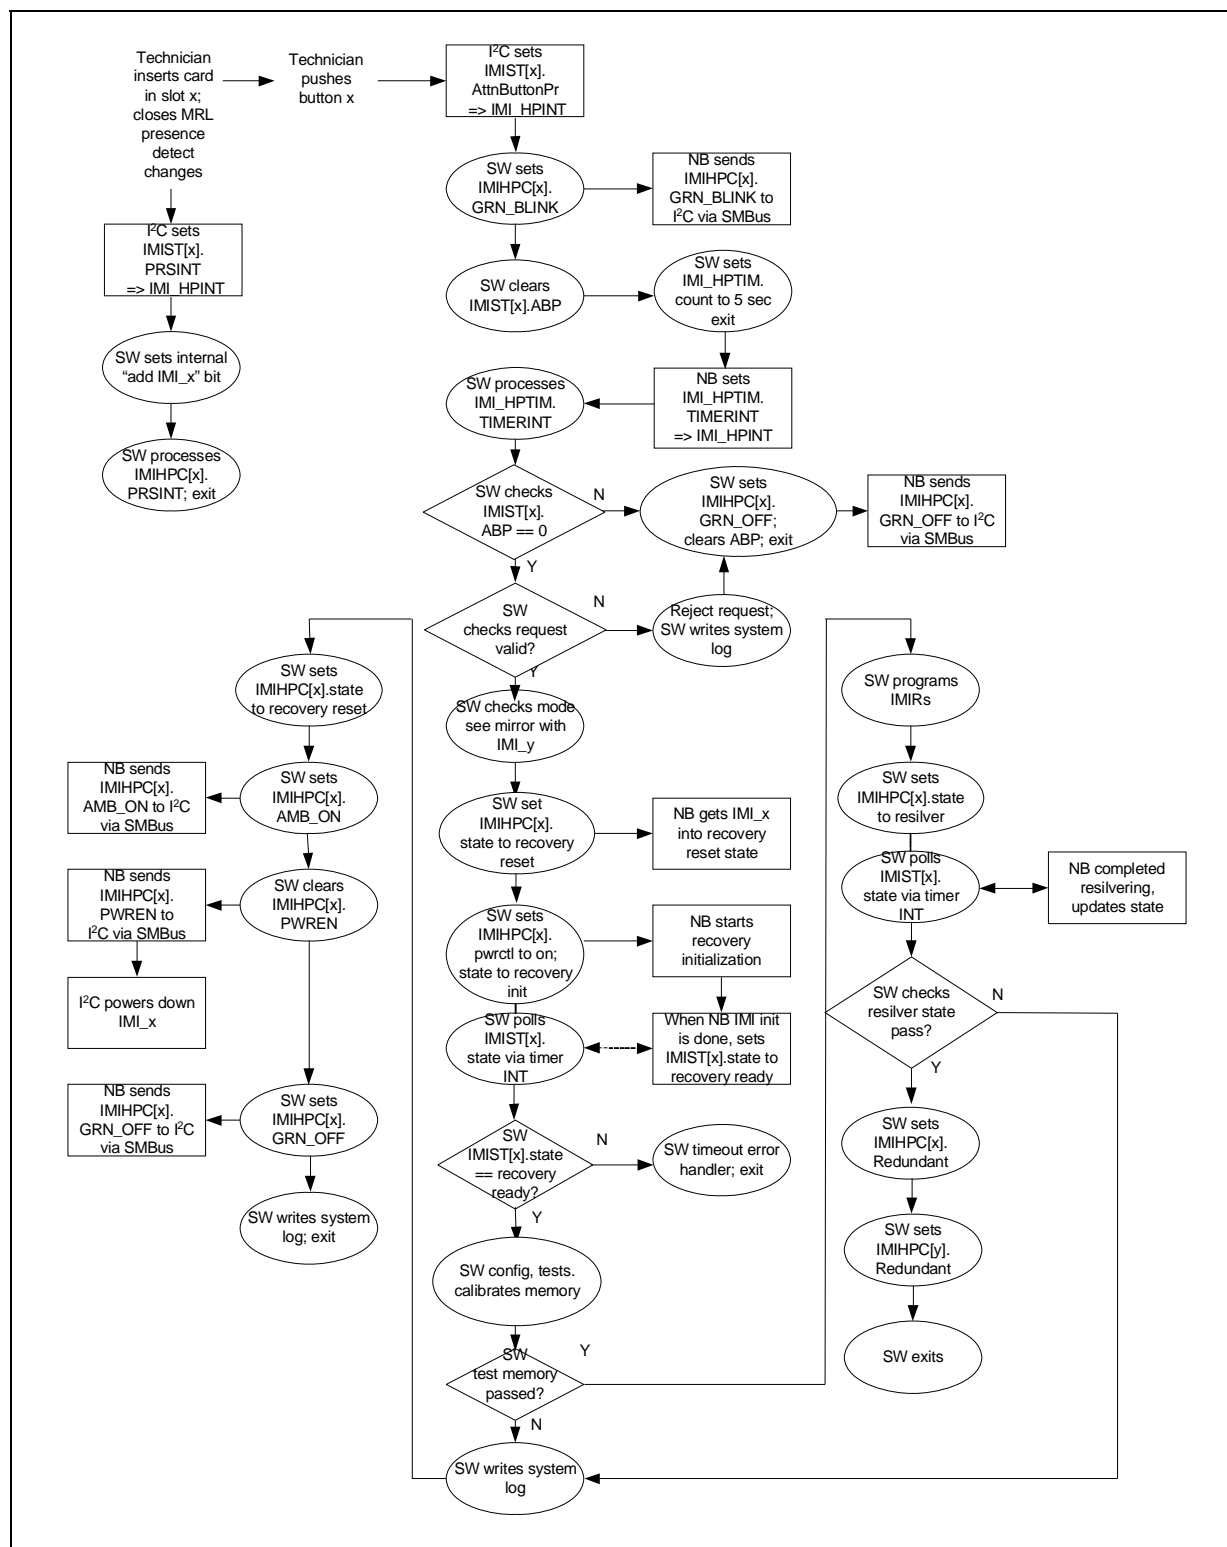 Technician
inserts card
in slot x;
closes MRL
presence
detect
changes
Technician
pushes
button x
I²C sets
IMIST[x].
AttnButtonPr
=> IMI_HPINT
SW sets
IMIHPC[x].
GRN_BLINK
NB sends
IMIHPC[x].
GRN_BLINK to
I²C via SMBus
I²C sets
IMIST[x].
PRSINT
=> IMI_HPINT
SW clears
IMIST[x].ABP
SW sets
IMI_HPTIM.
count to 5 sec
exit
SW sets internal
“add IMI_x” bit
SW processes
IMI_HPTIM.
TIMERINT
NB sets
IMI_HPTIM.
TIMERINT
=> IMI_HPINT
SW processes
IMIHPC[x].
PRSINT; exit
SW checks
IMIST[x].
ABP == 0
N
SW sets
IMIHPC[x].
GRN_OFF;
clears ABP; exit
NB sends
IMIHPC[x].
GRN_OFF to I²C
via SMBus
Y
SW
checks request
valid?
N
Reject request;
SW writes system
log
Y
SW sets
IMIHPC[x].state
to recovery reset
SW checks mode
see mirror with
IMI_y
SW programs
IMIRs
NB sends
IMIHPC[x].
AMB_ON to I²C
via SMBus
SW sets
IMIHPC[x].
AMB_ON
SW set
IMIHPC[x].
state to recovery
reset
NB gets IMI_x
into recovery
reset state
SW sets
IMIHPC[x].state
to resilver
NB sends
IMIHPC[x].
PWREN to
I²C via SMBus
SW clears
IMIHPC[x].
PWREN
SW sets
IMIHPC[x].
pwrctl to on;
state to recovery
init
NB starts
recovery
initialization
SW polls
IMIST[x].
state via timer
INT
NB completed
resilvering,
updates state
I²C powers down
IMI_x
SW polls
IMIST[x].
state via timer
INT
When NB IMI init
is done, sets
IMIST[x].state to
recovery ready
SW checks
resilver state
pass?
N
Y
NB sends
IMIHPC[x].
GRN_OFF to I²C
via SMBus
SW sets
IMIHPC[x].
GRN_OFF
SW
IMIST[x].state
== recovery
ready?
N
SW timeout error
handler; exit
SW sets
IMIHPC[x].
Redundant
Y
SW writes system
log; exit
SW config, tests.
calibrates memory
SW sets
IMIHPC[y].
Redundant
SW
test memory
passed?
Y
SW exits
N
SW writes system
log